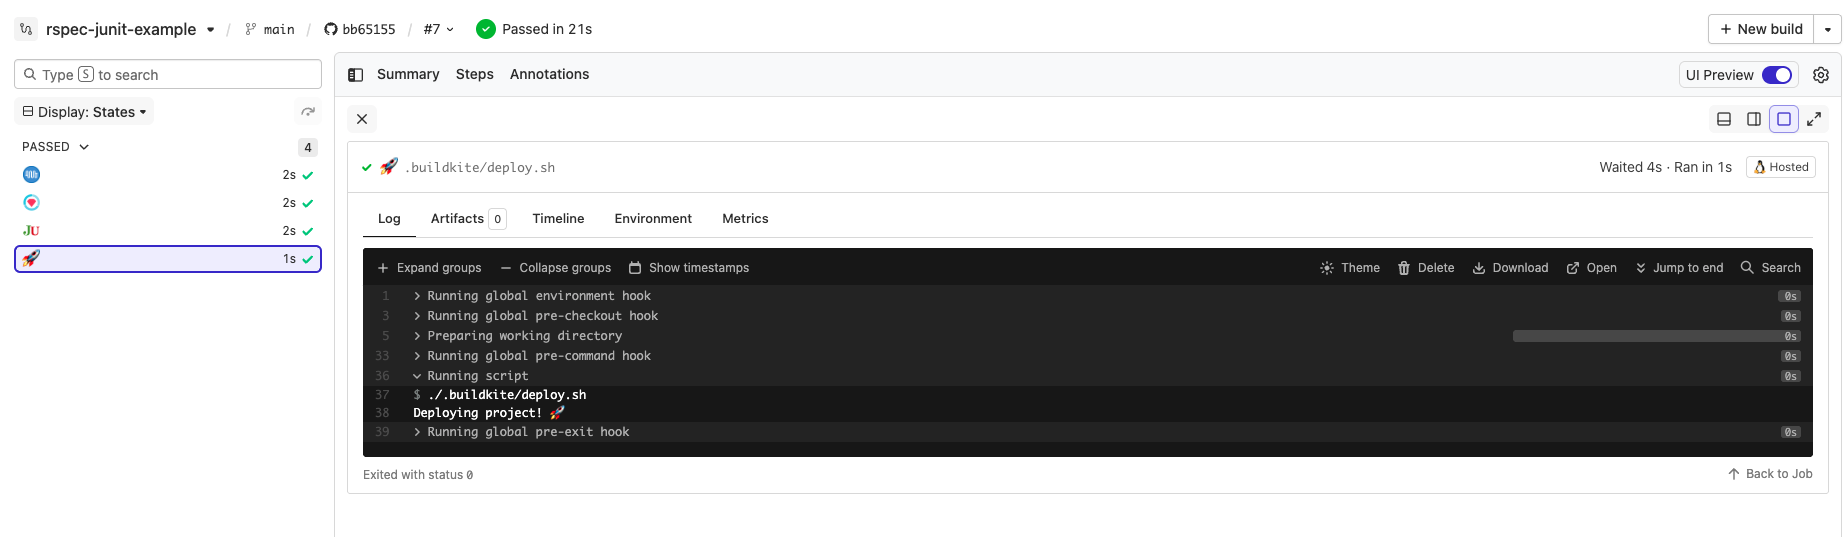 rspec-junit-example / main / bb65155 / #7 Passed in 21s New build
Type S to search
Summary Steps Annotations UI Preview
Display: States
PASSED 4
2s
2s
JU 2s
1s
.buildkite/deploy.sh Waited 4s · Ran in 1s Hosted
Log Artifacts 0 Timeline Environment Metrics
Expand groups Collapse groups Show timestamps Theme Delete Download Open Jump to end Search
1 Running global environment hook 0s
3 Running global pre-checkout hook 0s
5 Preparing working directory 0s
33 Running global pre-command hook 0s
36 Running script 0s
37 $ ./.buildkite/deploy.sh
38 Deploying project! 🚀
39 Running global pre-exit hook 0s
Exited with status 0 Back to Job